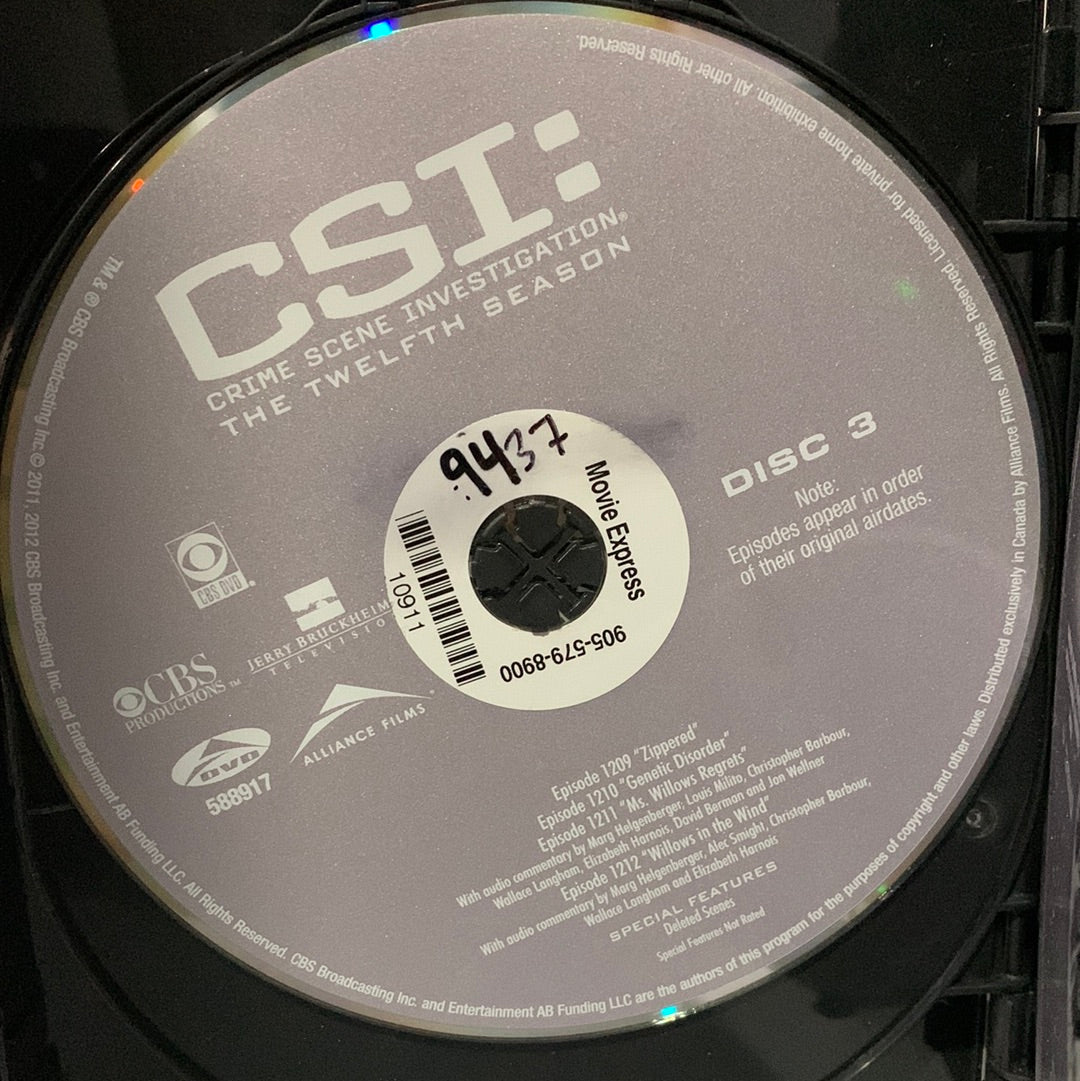 CSI:
CRIME SCENE INVESTIGATION®
THE TWELFTH SEASON
9437
Movie Express
10911
905-579-8900
DISC 3
Note:
Episodes appear in order
of their original airdates.
CBS DVD®
JERRY BRUCKHEIMER
TELEVISIO
CBS
PRODUCTIONS™
ALLIANCE FILMS
DVD
588917
Episode 1209 "Zippered"
Episode 1210 "Genetic Disorder"
Episode 1211 "Ms. Willows Regrets"
With audio commentary by Marg Helgenberger, Louis Milito, Christopher Barbour,
Wallace Langham, Elizabeth Harnois, David Berman and Jon Wellner
Episode 1212 "Willows in the Wind"
With audio commentary by Marg Helgenberger, Alec Smight, Christopher Barbour,
Wallace Langham and Elizabeth Harnois
SPECIAL FEATURES
Deleted Scenes
Special Features Not Rated
TM & © CBS Broadcasting Inc. © 2011, 2012 CBS Broadcasting Inc. and Entertainment AB Funding LLC. All Rights Reserved. CBS Broadcasting Inc. and Entertainment AB Funding LLC are the authors of this program for the purposes of copyright and other laws. Distributed exclusively in Canada by Alliance Films. All Rights Reserved. Licensed for private home exhibition. All other Rights Reserved.